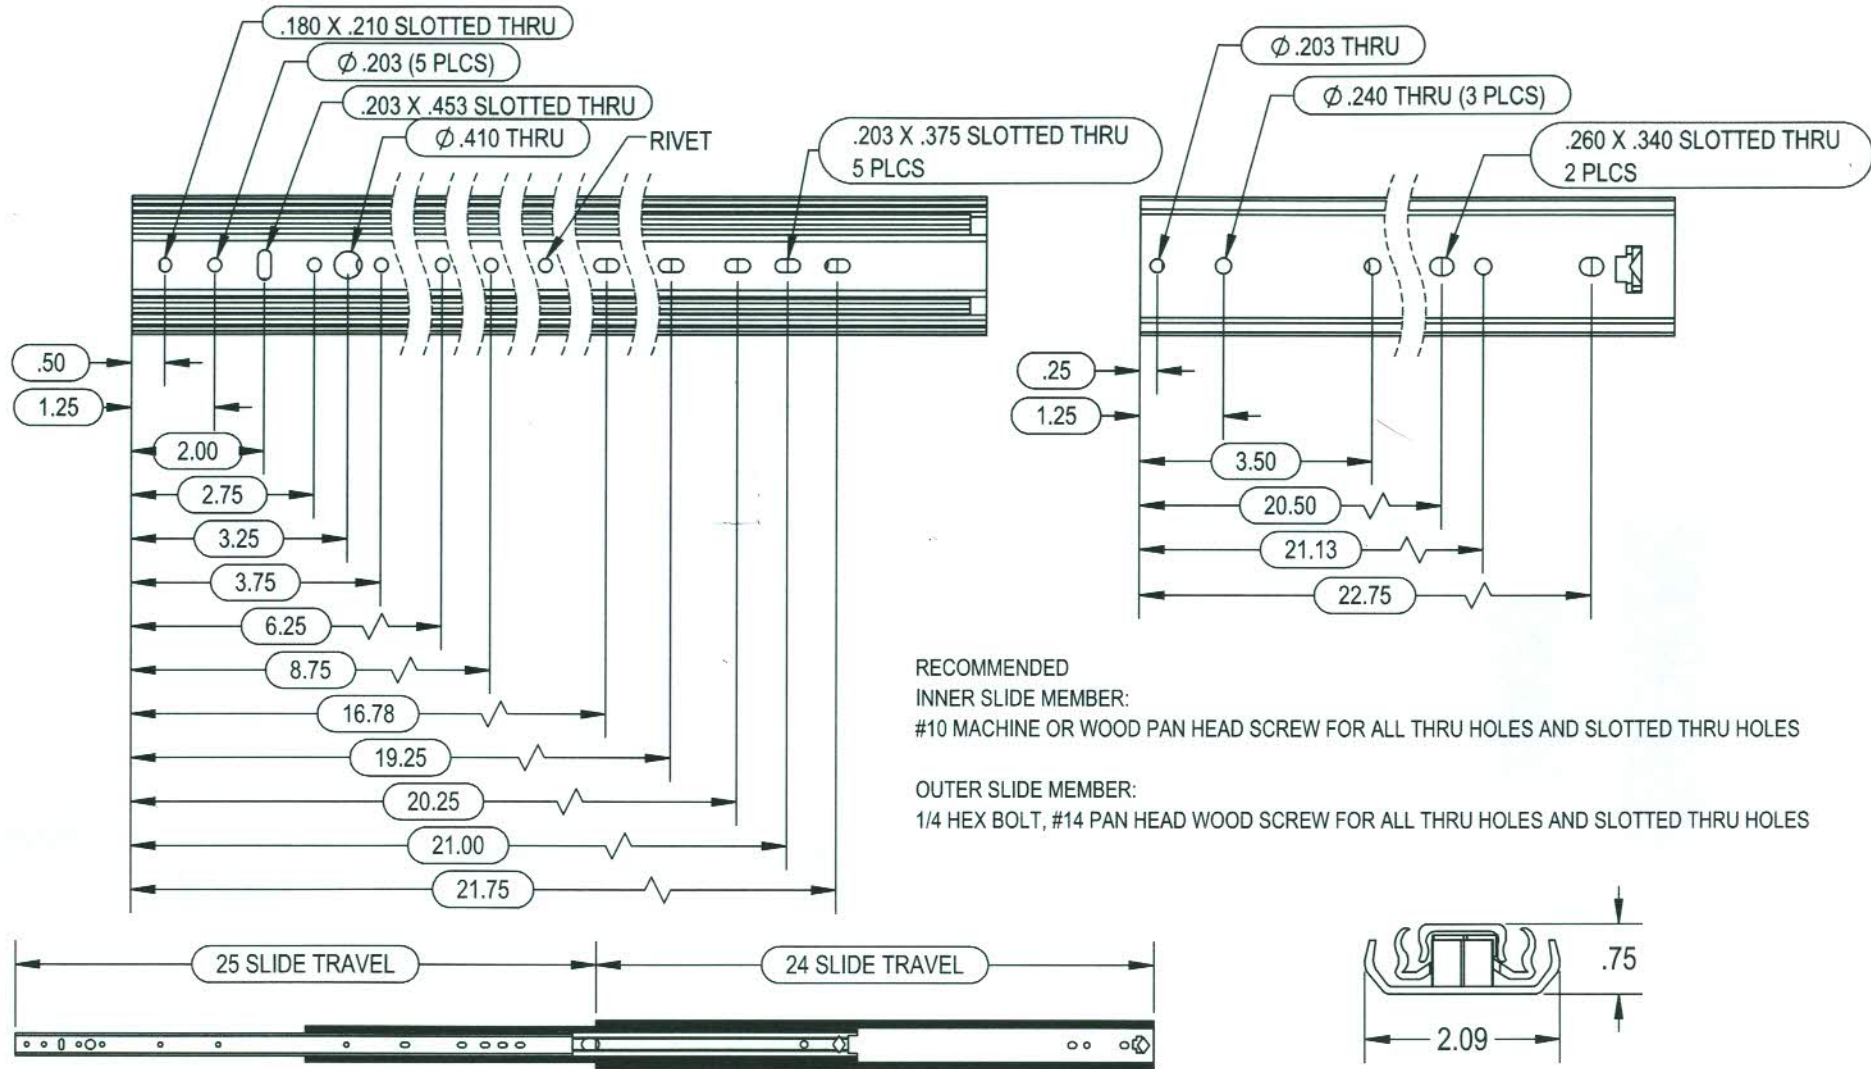 .180 X .210 SLOTTED THRU
Ø .203 (5 PLCS)
.203 X .453 SLOTTED THRU
Ø .410 THRU
RIVET
.203 X .375 SLOTTED THRU
5 PLCS
.50
1.25
2.00
2.75
3.25
3.75
6.25
8.75
16.78
19.25
20.25
21.00
21.75
Ø .203 THRU
Ø .240 THRU (3 PLCS)
.260 X .340 SLOTTED THRU
2 PLCS
.25
1.25
3.50
20.50
21.13
22.75
RECOMMENDED
INNER SLIDE MEMBER:
#10 MACHINE OR WOOD PAN HEAD SCREW FOR ALL THRU HOLES AND SLOTTED THRU HOLES
OUTER SLIDE MEMBER:
1/4 HEX BOLT, #14 PAN HEAD WOOD SCREW FOR ALL THRU HOLES AND SLOTTED THRU HOLES
25 SLIDE TRAVEL
24 SLIDE TRAVEL
.75
2.09